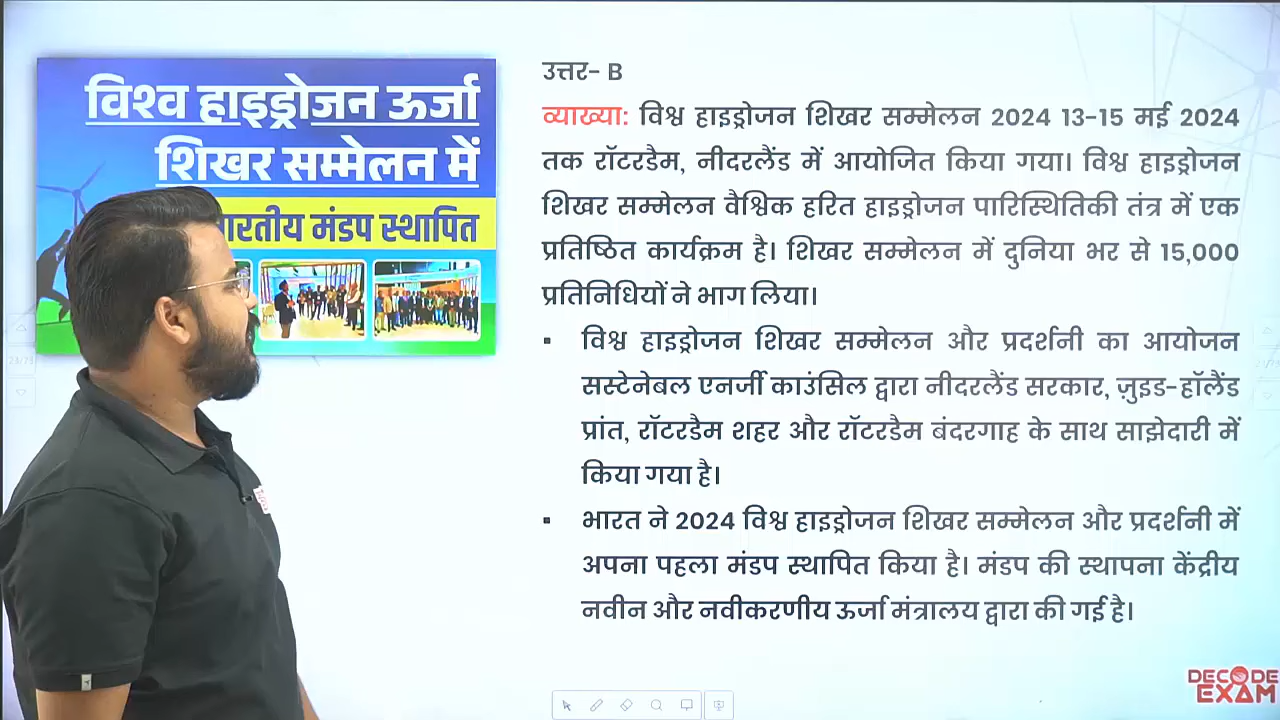 विश्व हाइड्रोजन ऊर्जा
शिखर सम्मेलन में
भारतीय मंडप स्थापित
उत्तर- B
व्याख्या: विश्व हाइड्रोजन शिखर सम्मेलन 2024 13-15 मई 2024
तक रॉटरडैम, नीदरलैंड में आयोजित किया गया। विश्व हाइड्रोजन
शिखर सम्मेलन वैश्विक हरित हाइड्रोजन पारिस्थितिकी तंत्र में एक
प्रतिष्ठित कार्यक्रम है। शिखर सम्मेलन में दुनिया भर से 15,000
प्रतिनिधियों ने भाग लिया।
▪ विश्व हाइड्रोजन शिखर सम्मेलन और प्रदर्शनी का आयोजन
सस्टेनेबल एनर्जी काउंसिल द्वारा नीदरलैंड सरकार, ज़ुइड-हॉलैंड
प्रांत, रॉटरडैम शहर और रॉटरडैम बंदरगाह के साथ साझेदारी में
किया गया है।
▪ भारत ने 2024 विश्व हाइड्रोजन शिखर सम्मेलन और प्रदर्शनी में
अपना पहला मंडप स्थापित किया है। मंडप की स्थापना केंद्रीय
नवीन और नवीकरणीय ऊर्जा मंत्रालय द्वारा की गई है।
DECODE
EXAM